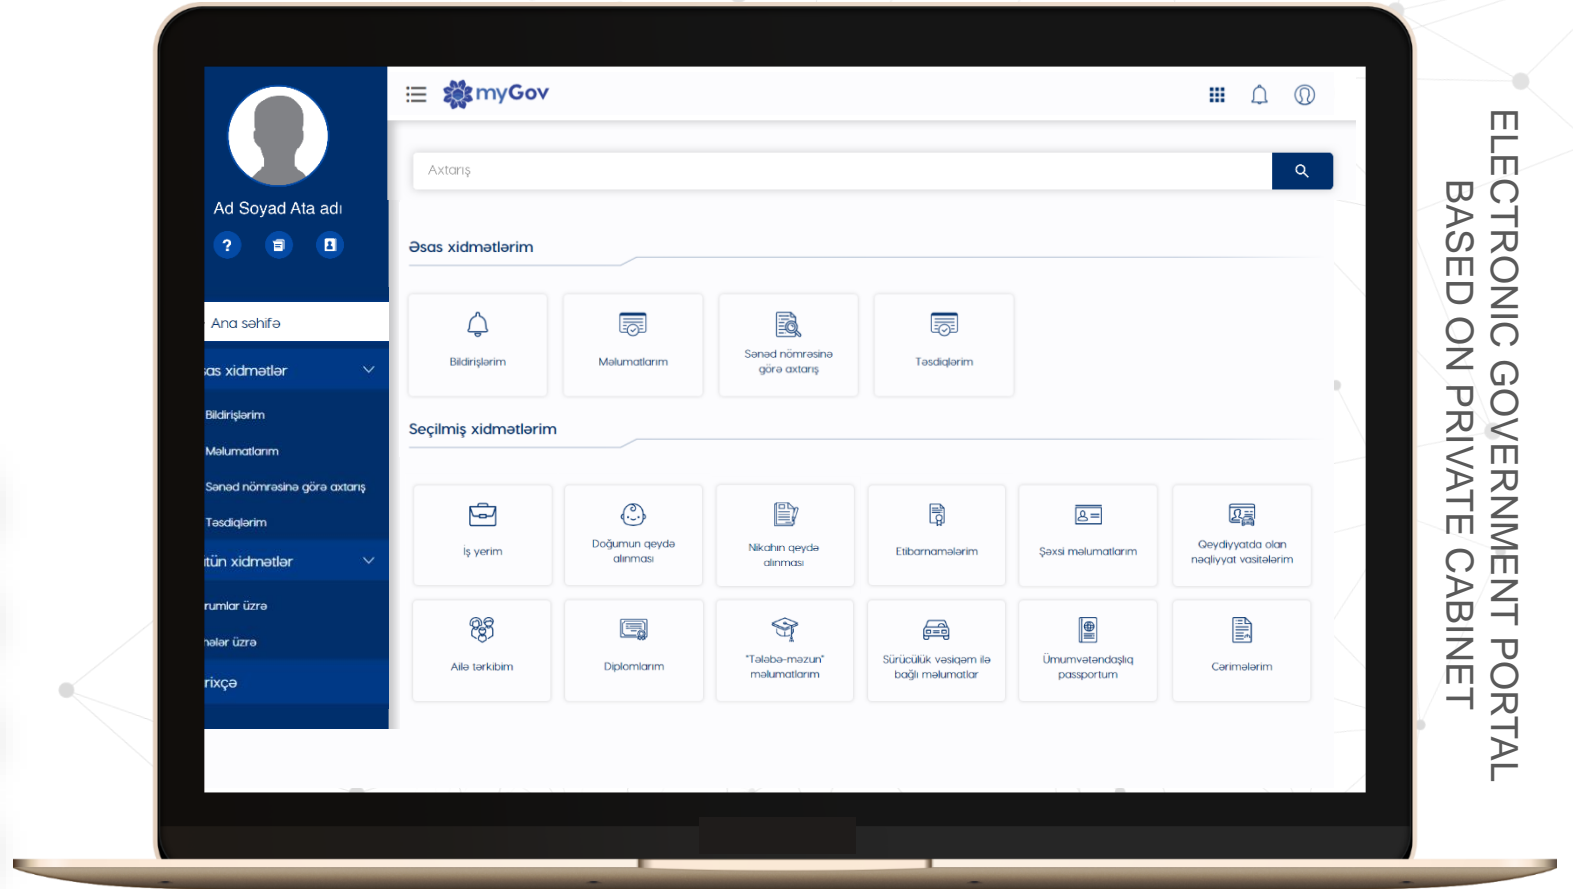 myGov
Axtarış
Ad Soyad Ata adı
?
Ana səhifə
sas xidmətlər
Bildirişlərim
Məlumatlarım
Sənəd nömrəsinə görə axtarış
Təsdiqlərim
tün xidmətlər
rumlar üzrə
hələr üzrə
rixçə
Əsas xidmətlərim
Bildirişlərim
Məlumatlarım
Sənəd nömrəsinə
görə axtarış
Təsdiqlərim
Seçilmiş xidmətlərim
İş yerim
Doğumun qeydə
alınması
Nikahın qeydə
alınması
Etibarnamələrim
Şəxsi məlumatlarım
Qeydiyyatda olan
nəqliyyat vasitələrim
Ailə tərkibim
Diplomlarım
"Tələbə-məzun"
məlumatlarım
Sürücülük vəsiqəm ilə
bağlı məlumatlar
Ümumvətəndaşlıq
passportum
Cərimələrim
ELECTRONIC GOVERNMENT PORTAL
BASED ON PRIVATE CABINET